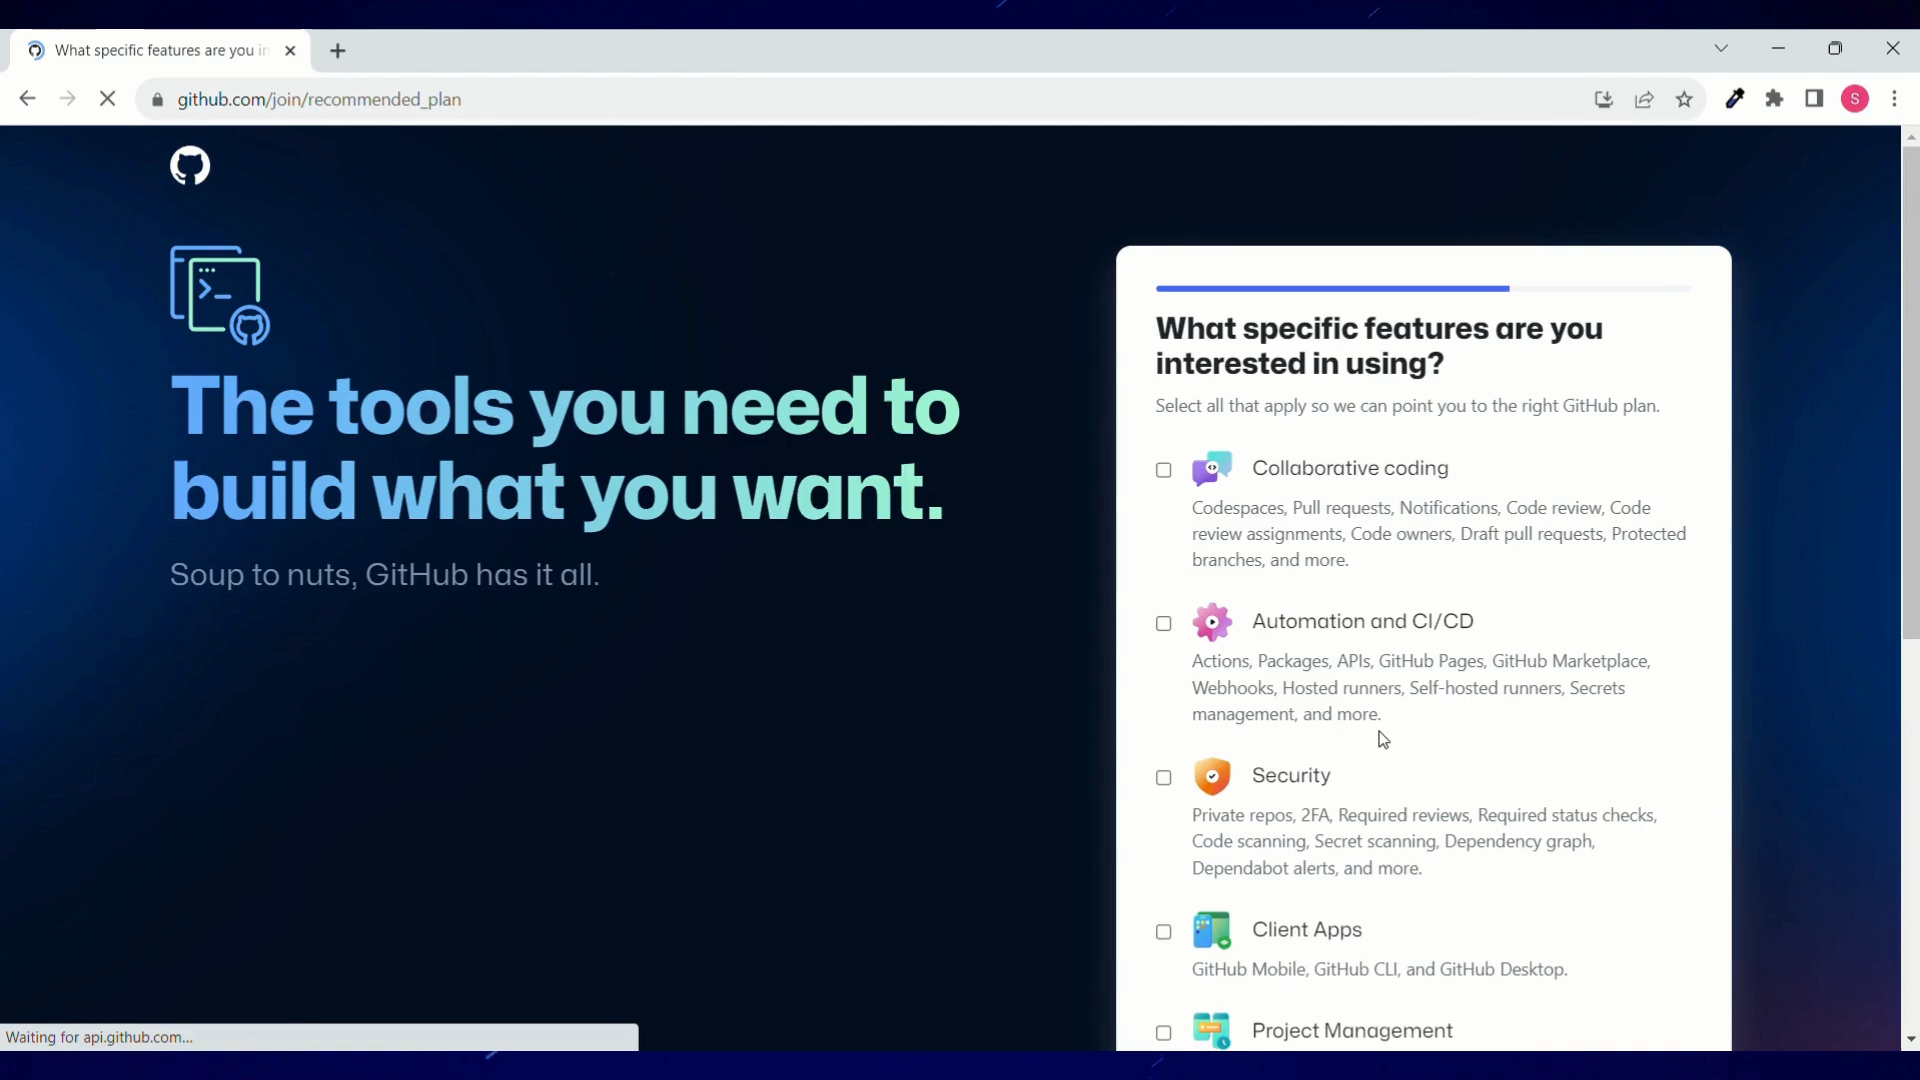 What specific features are you in
github.com/join/recommended_plan
S
The tools you need to
build what you want.
Soup to nuts, GitHub has it all.
What specific features are you
interested in using?
Select all that apply so we can point you to the right GitHub plan.
Collaborative coding
Codespaces, Pull requests, Notifications, Code review, Code
review assignments, Code owners, Draft pull requests, Protected
branches, and more.
Automation and CI/CD
Actions, Packages, APIs, GitHub Pages, GitHub Marketplace,
Webhooks, Hosted runners, Self-hosted runners, Secrets
management, and more.
Security
Private repos, 2FA, Required reviews, Required status checks,
Code scanning, Secret scanning, Dependency graph,
Dependabot alerts, and more.
Client Apps
GitHub Mobile, GitHub CLI, and GitHub Desktop.
Project Management
Waiting for api.github.com...